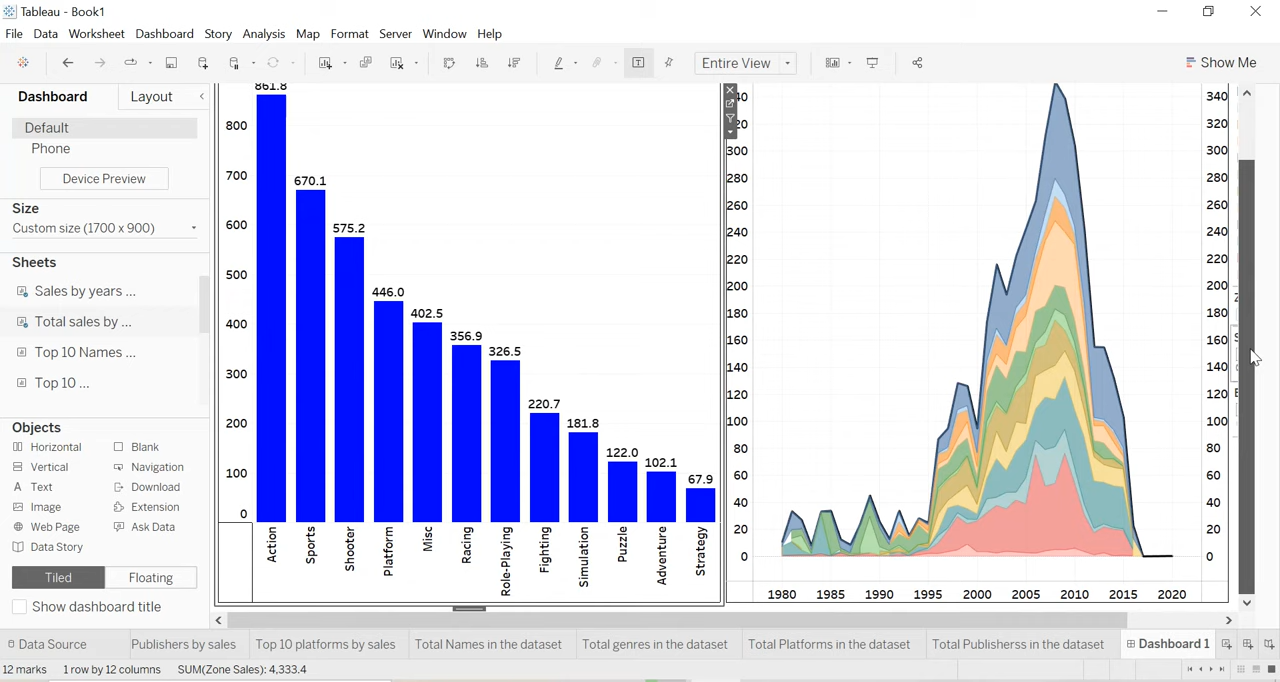 Tableau - Book1
File Data Worksheet Dashboard Story Analysis Map Format Server Window Help
Entire View
Show Me
Dashboard Layout
Default
Phone
Device Preview
Size
Custom size (1700 x 900)
Sheets
Sales by years ...
Total sales by ...
Top 10 Names ...
Top 10 ...
Objects
Horizontal Blank
Vertical Navigation
A Text Download
Image Extension
Web Page Ask Data
Data Story
Tiled Floating
Show dashboard title
861.8
800
700
600
500
400
300
200
100
0
670.1
575.2
446.0
402.5
356.9
326.5
220.7
181.8
122.0
102.1
67.9
Action
Sports
Shooter
Platform
Misc
Racing
Role-Playing
Fighting
Simulation
Puzzle
Adventure
Strategy
300
280
260
240
220
200
180
160
140
120
100
80
60
40
20
0
1980 1985 1990 1995 2000 2005 2010 2015 2020
340
320
300
280
260
240
220
200
180
160
140
120
100
80
60
40
20
0
Data Source Publishers by sales Top 10 platforms by sales Total Names in the dataset Total genres in the dataset Total Platforms in the dataset Total Publisherss in the dataset Dashboard 1
12 marks 1 row by 12 columns SUM(Zone Sales): 4,333.4